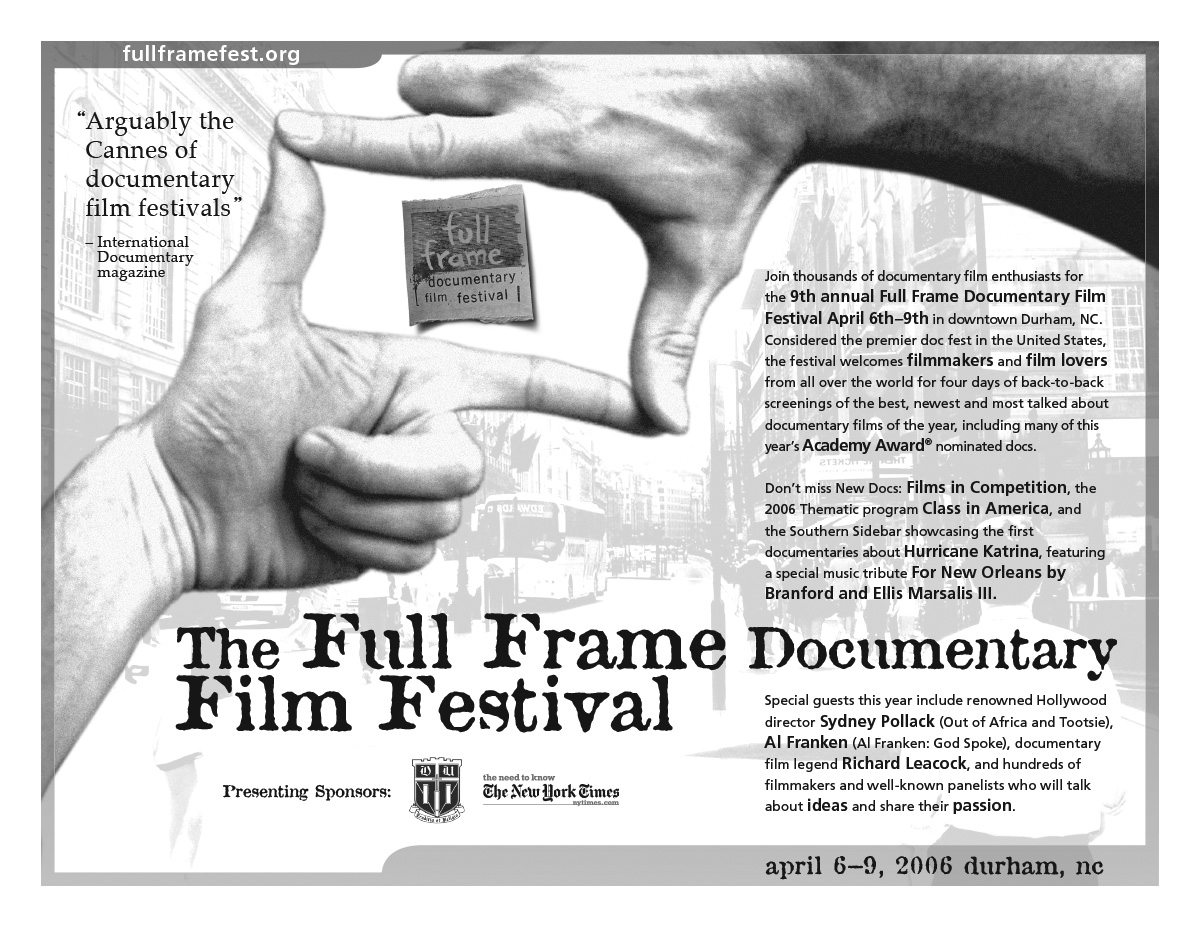 fullframefest.org
“Arguably the
Cannes of
documentary
film festivals”
– International
Documentary
magazine
full
frame
documentary
film festival
Join thousands of documentary film enthusiasts for
the 9th annual Full Frame Documentary Film
Festival April 6th–9th in downtown Durham, NC.
Considered the premier doc fest in the United States,
the festival welcomes filmmakers and film lovers
from all over the world for four days of back-to-back
screenings of the best, newest and most talked about
documentary films of the year, including many of this
year’s Academy Award® nominated docs.
Don’t miss New Docs: Films in Competition, the
2006 Thematic program Class in America, and
the Southern Sidebar showcasing the first
documentaries about Hurricane Katrina, featuring
a special music tribute For New Orleans by
Branford and Ellis Marsalis III.
The Full Frame Documentary
Film Festival
Special guests this year include renowned Hollywood
director Sydney Pollack (Out of Africa and Tootsie),
Al Franken (Al Franken: God Spoke), documentary
film legend Richard Leacock, and hundreds of
filmmakers and well-known panelists who will talk
about ideas and share their passion.
Presenting Sponsors:
D U
the need to know
The New York Times
nytimes.com
april 6–9, 2006 durham, nc